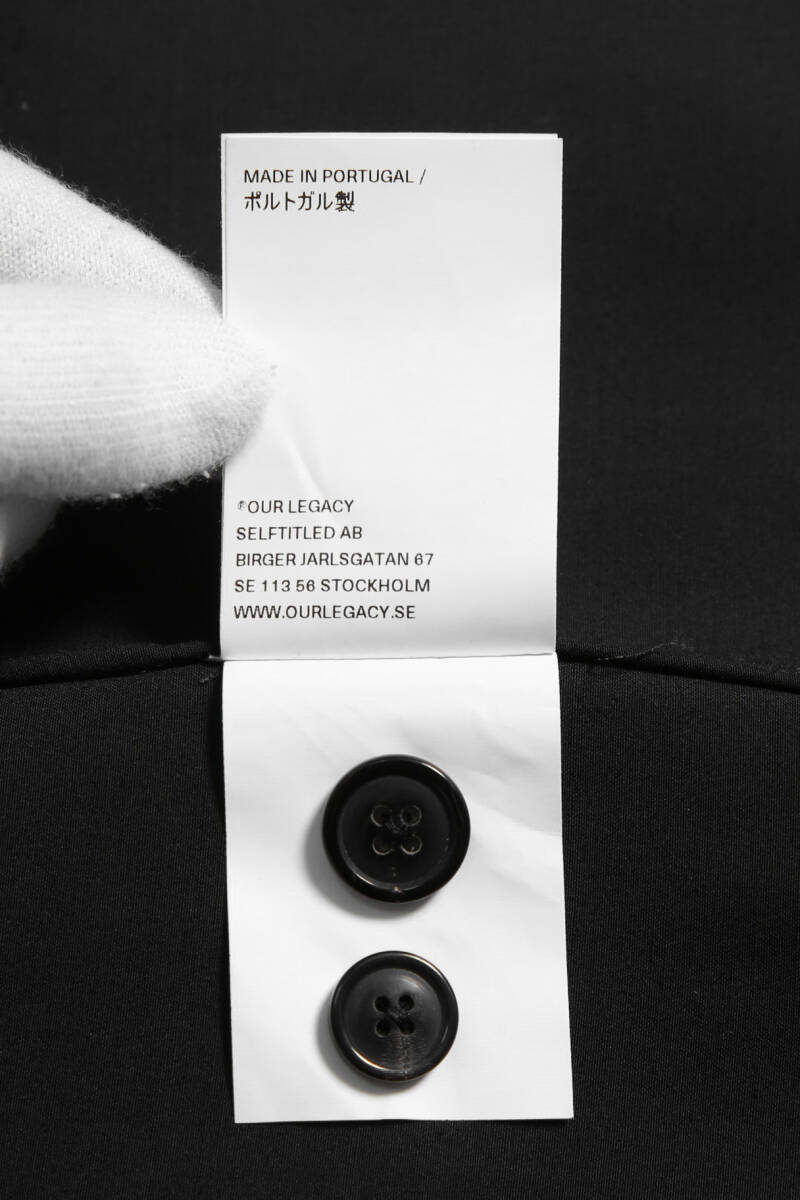 MADE IN PORTUGAL /
ポルトガル製
®OUR LEGACY
SELFTITLED AB
BIRGER JARLSGATAN 67
SE 113 56 STOCKHOLM
WWW.OURLEGACY.SE